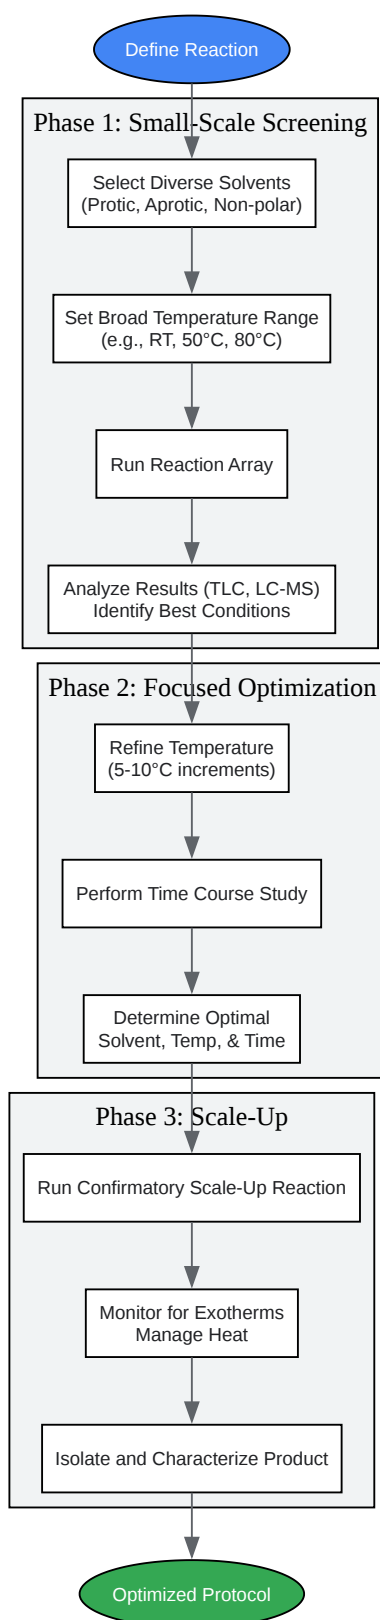 Define Reaction
Phase 1: Small-Scale Screening
Select Diverse Solvents
(Protic, Aprotic, Non-polar)
Set Broad Temperature Range
(e.g., RT, 50°C, 80°C)
Run Reaction Array
Analyze Results (TLC, LC-MS)
Identify Best Conditions
Phase 2: Focused Optimization
Refine Temperature
(5-10°C increments)
Perform Time Course Study
Determine Optimal
Solvent, Temp, & Time
Phase 3: Scale-Up
Run Confirmatory Scale-Up Reaction
Monitor for Exotherms
Manage Heat
Isolate and Characterize Product
Optimized Protocol